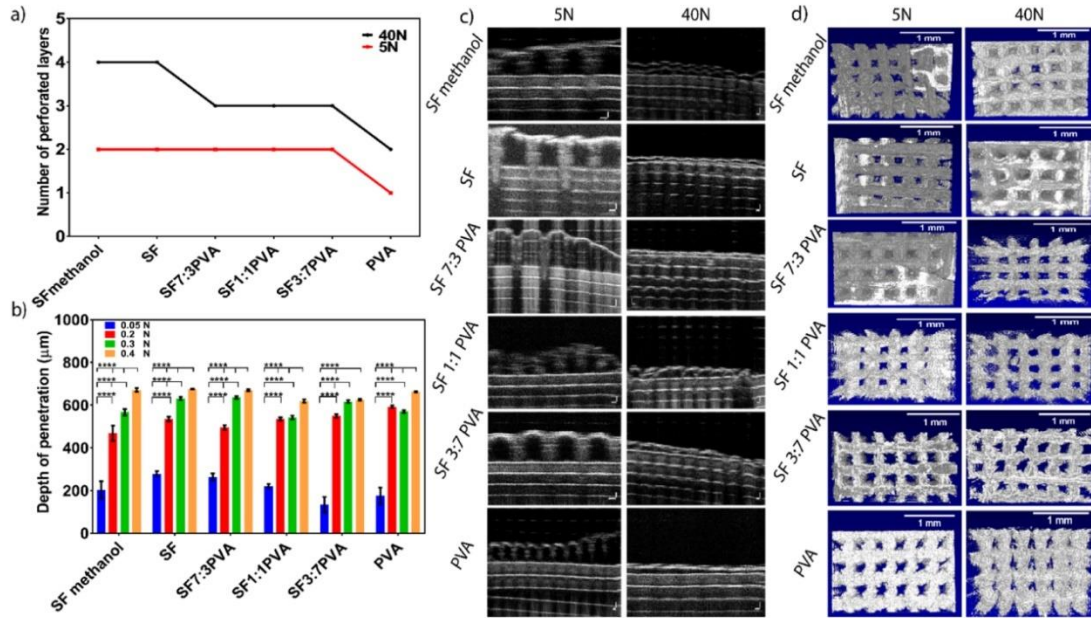 a)
Number of perforated layers
5
4
3
2
1
0
40N
5N
SFmethanol
SF
SF7:3PVA
SF1:1PVA
SF3:7PVA
PVA
b)
Depth of penetration (μm)
1000
800
600
400
200
0
0.05 N
0.2 N
0.3 N
0.4 N
**** **** **** **** **** ****
**** **** **** **** **** ****
**** **** **** **** **** ****
SF methanol
SF
SF7:3PVA
SF1:1PVA
SF3:7PVA
PVA
c)
5N 40N
SF methanol
SF
SF 7:3 PVA
SF 1:1 PVA
SF 3:7 PVA
PVA
d)
5N 40N
SF methanol
1 mm 1 mm
SF
1 mm 1 mm
SF 7:3 PVA
1 mm 1 mm
SF 1:1 PVA
1 mm 1 mm
SF 3:7 PVA
1 mm 1 mm
PVA
1 mm 1 mm